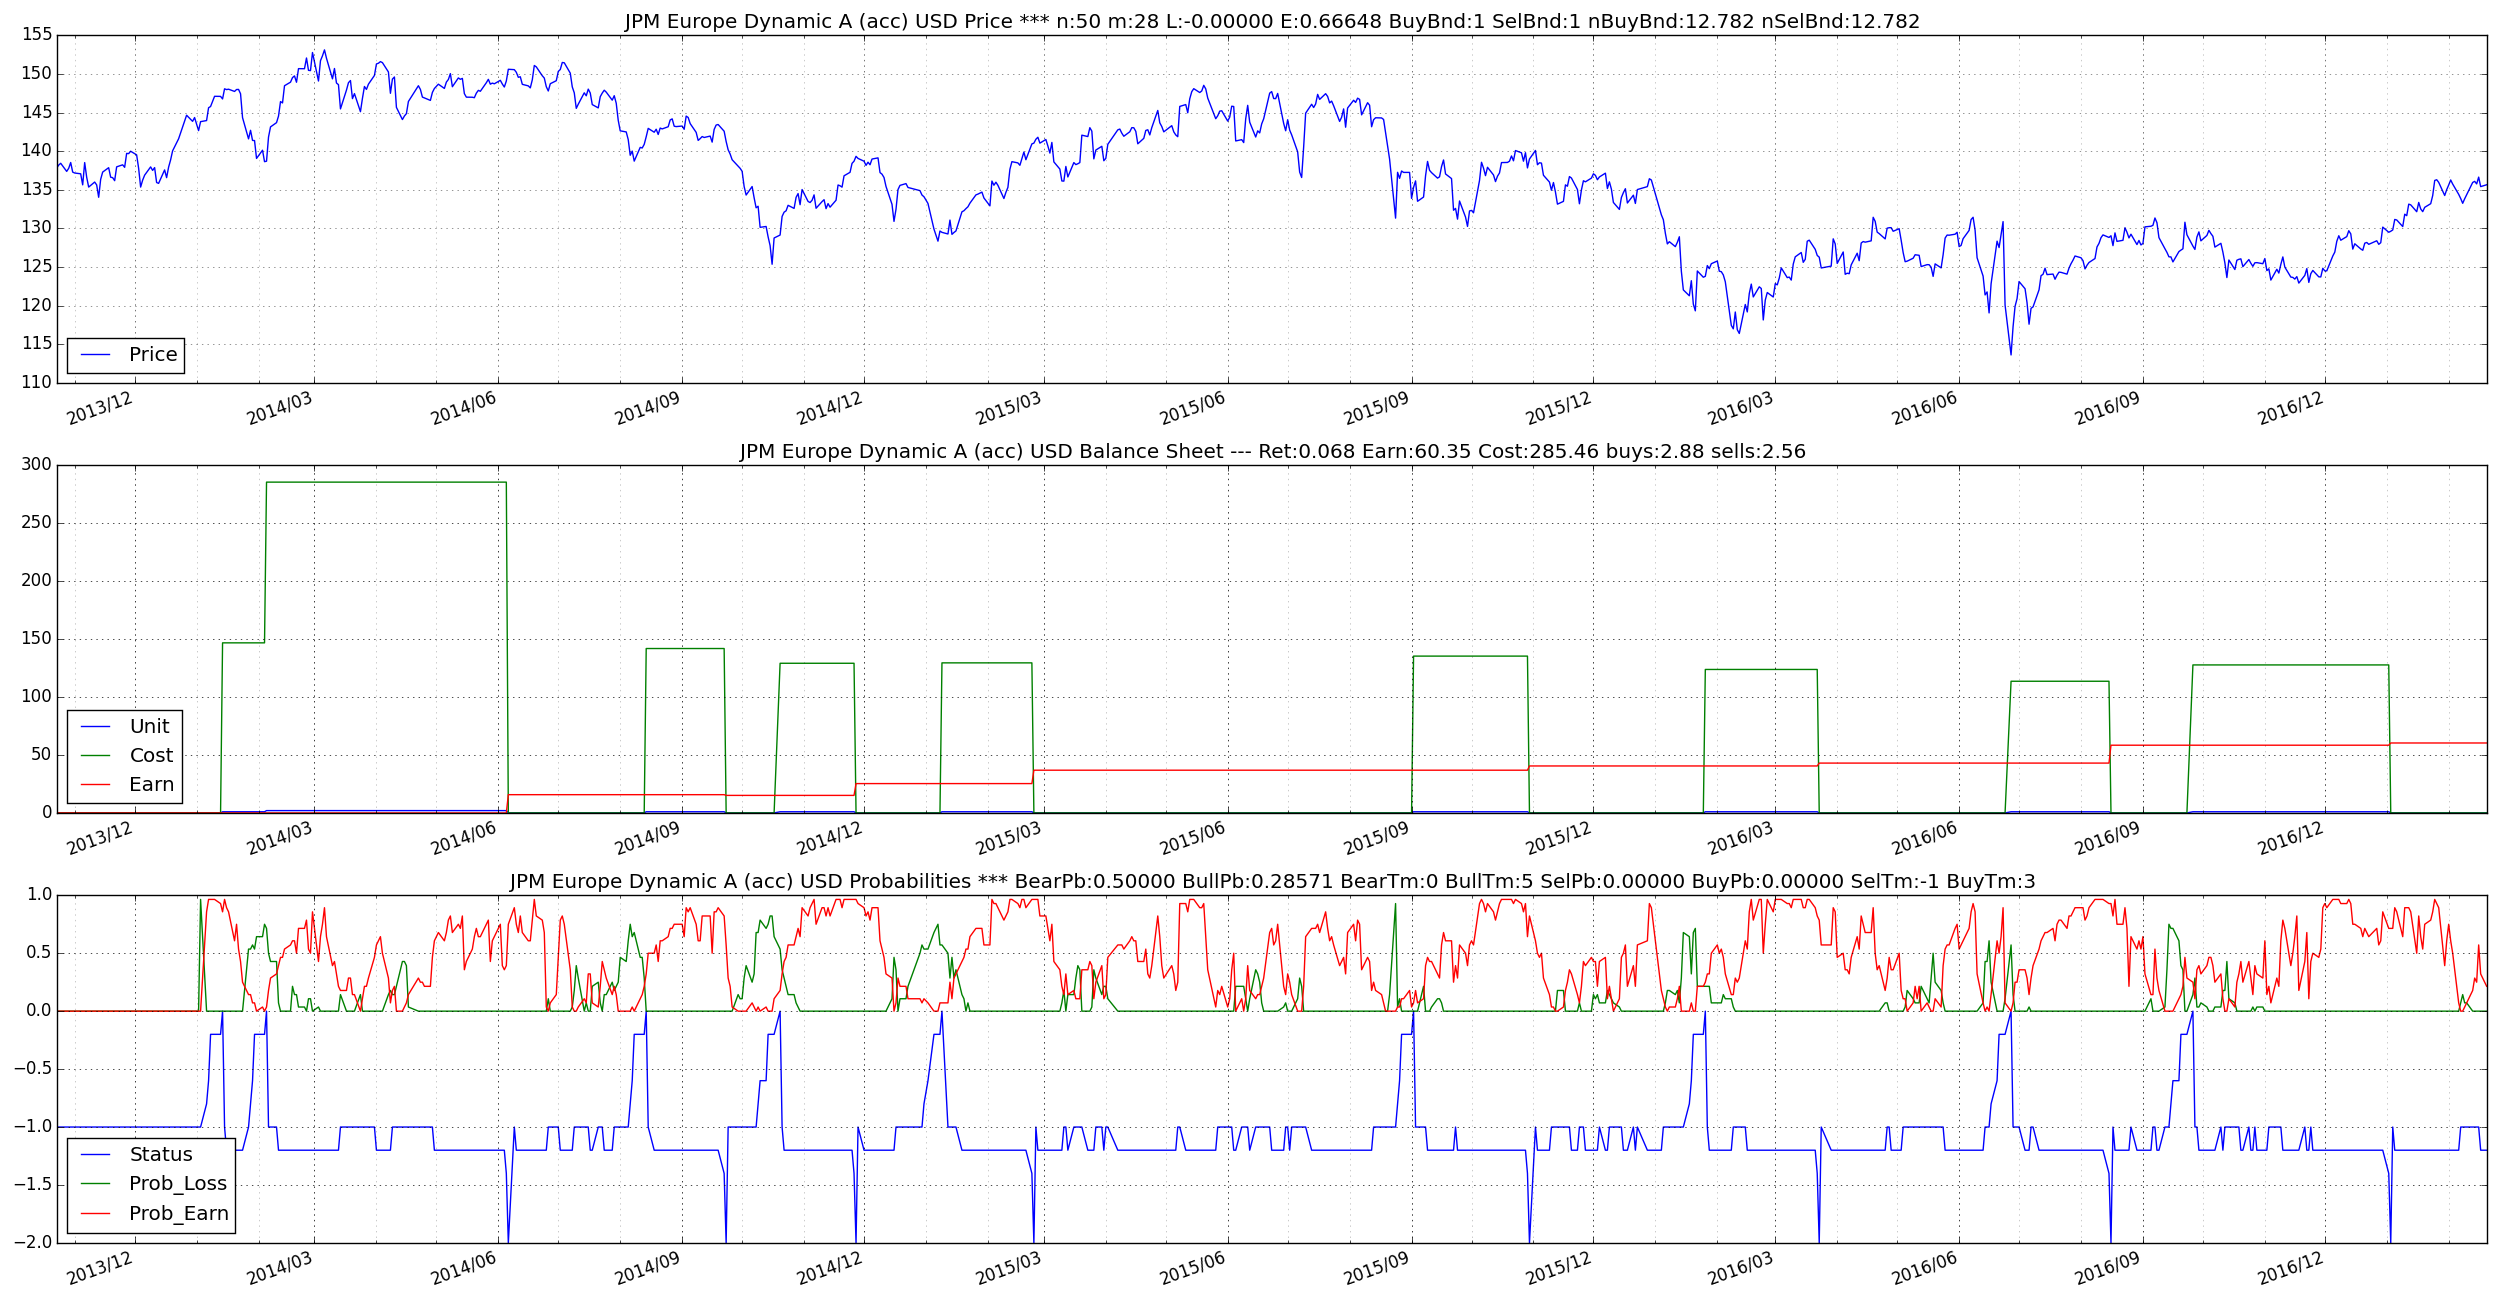 JPM Europe Dynamic A (acc) USD Price *** n:50 m:28 L:-0.00000 E:0.66648 BuyBnd:1 SelBnd:1 nBuyBnd:12.782 nSelBnd:12.782
155
150
145
140
135
130
125
120
115
110
Price
2013/12 2014/03 2014/06 2014/09 2014/12 2015/03 2015/06 2015/09 2015/12 2016/03 2016/06 2016/09 2016/12
JPM Europe Dynamic A (acc) USD Balance Sheet --- Ret:0.068 Earn:60.35 Cost:285.46 buys:2.88 sells:2.56
300
250
200
150
100
50
0
Unit
Cost
Earn
2013/12 2014/03 2014/06 2014/09 2014/12 2015/03 2015/06 2015/09 2015/12 2016/03 2016/06 2016/09 2016/12
JPM Europe Dynamic A (acc) USD Probabilities *** BearPb:0.50000 BullPb:0.28571 BearTm:0 BullTm:5 SelPb:0.00000 BuyPb:0.00000 SelTm:-1 BuyTm:3
1.0
0.5
0.0
−0.5
−1.0
−1.5
−2.0
Status
Prob_Loss
Prob_Earn
2013/12 2014/03 2014/06 2014/09 2014/12 2015/03 2015/06 2015/09 2015/12 2016/03 2016/06 2016/09 2016/12